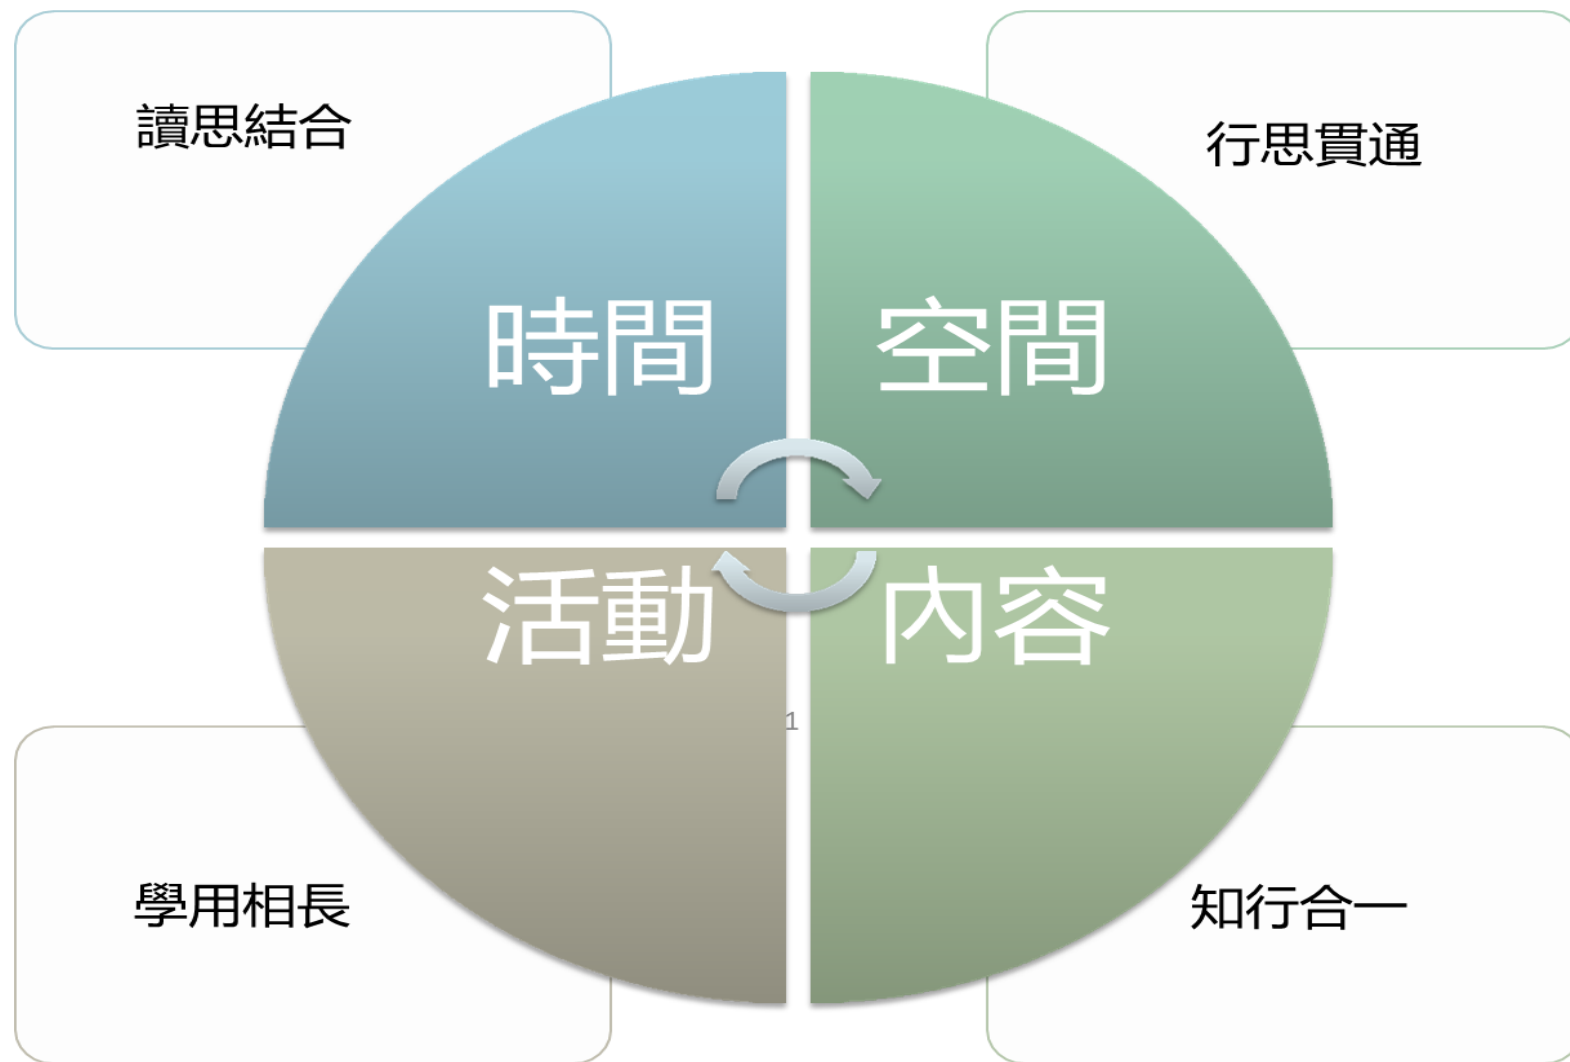 讀思結合
行思貫通
時間
空間
活動
內容
1
學用相長
知行合一